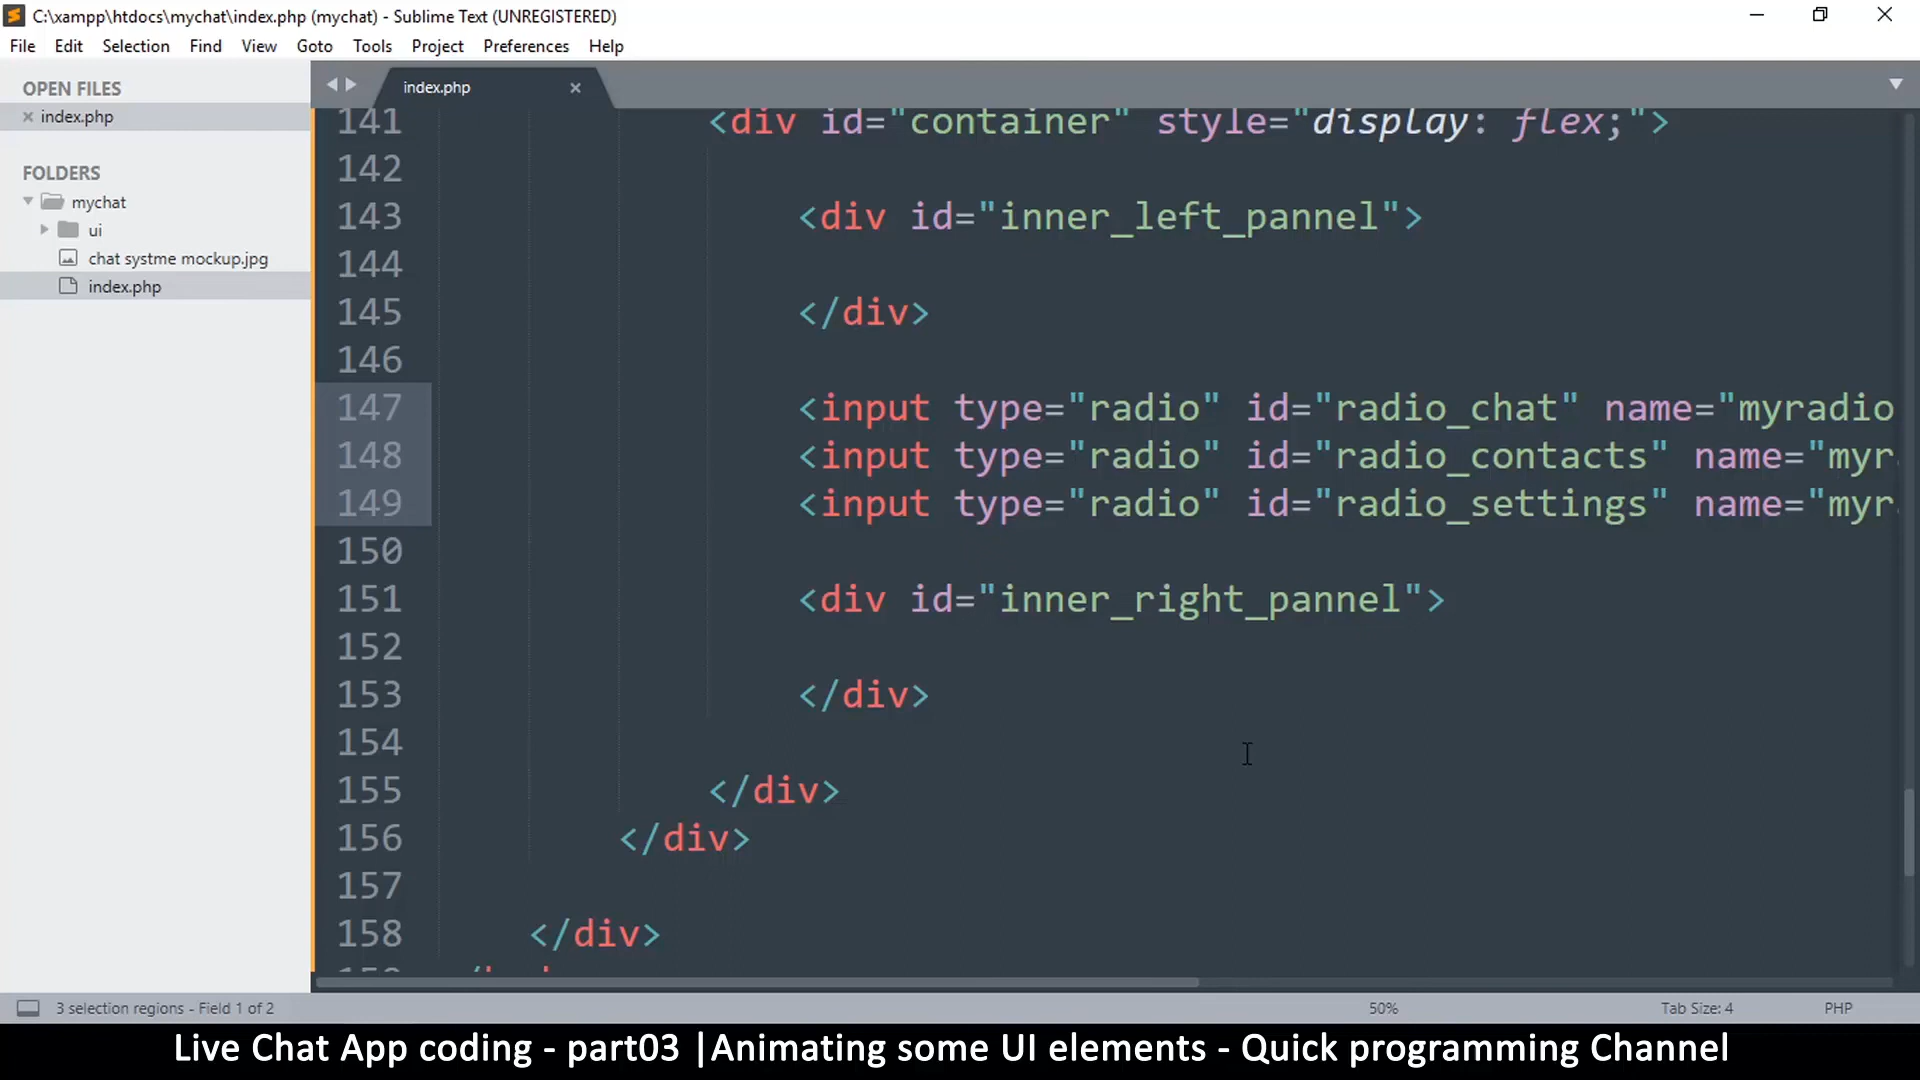 C:\xampp\htdocs\mychat\index.php (mychat) - Sublime Text (UNREGISTERED)
File Edit Selection Find View Goto Tools Project Preferences Help
OPEN FILES
index.php
FOLDERS
mychat
ui
chat systme mockup.jpg
index.php
index.php
141 <div id="container" style="display: flex;">
142
143 <div id="inner_left_pannel">
144
145 </div>
146
147 <input type="radio" id="radio_chat" name="myradio
148 <input type="radio" id="radio_contacts" name="myr
149 <input type="radio" id="radio_settings" name="myr
150
151 <div id="inner_right_pannel">
152
153 </div>
154
155 </div>
156 </div>
157
158 </div>
3 selection regions - Field 1 of 2 50% Tab Size: 4 PHP
Live Chat App coding - part03 |Animating some UI elements - Quick programming Channel